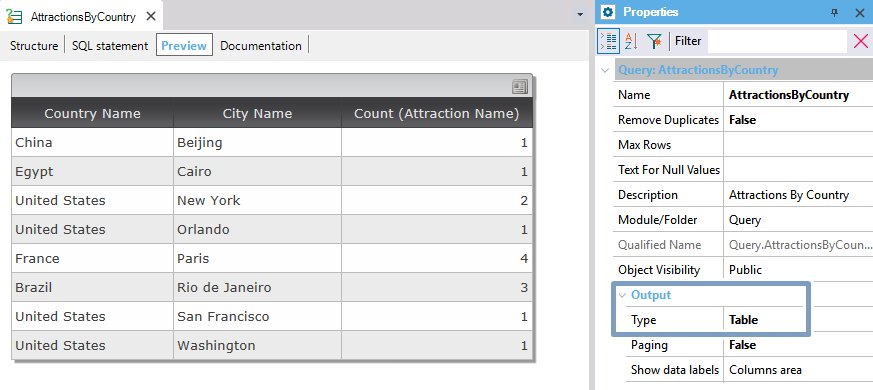 AttractionsByCountry
Structure SQL statement Preview Documentation
Country Name City Name Count (Attraction Name)
China Beijing 1
Egypt Cairo 1
United States New York 2
United States Orlando 1
France Paris 4
Brazil Rio de Janeiro 3
United States San Francisco 1
United States Washington 1
Properties
Filter
Query: AttractionsByCountry
Name AttractionsByCountry
Remove Duplicates False
Max Rows
Text For Null Values
Description Attractions By Country
Module/Folder Query
Qualified Name Query.AttractionsByCoun...
Object Visibility Public
Output
Type Table
Paging False
Show data labels Columns area